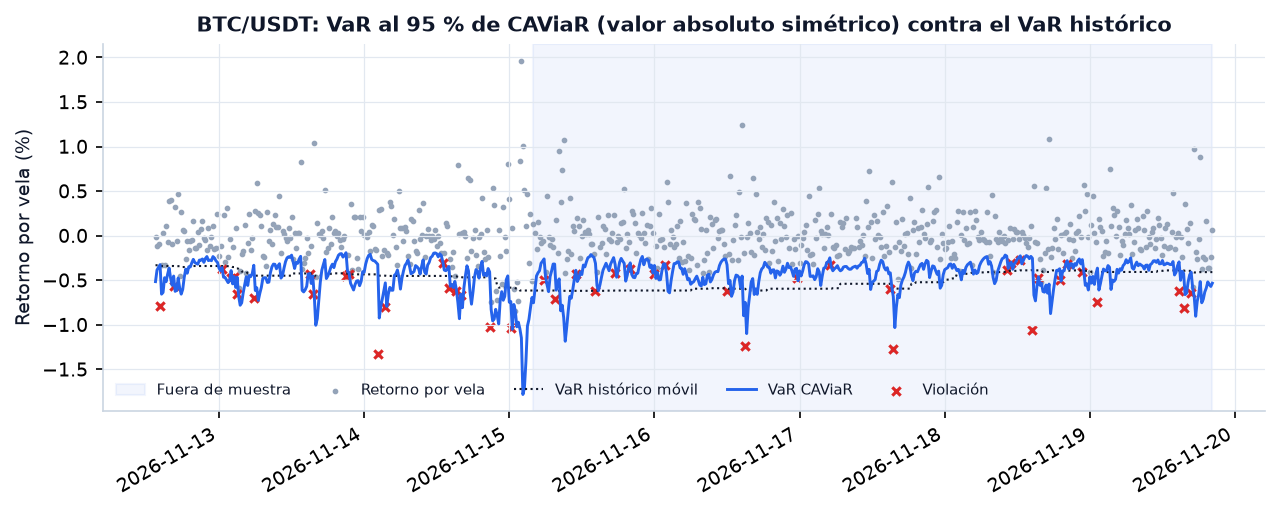 BTC/USDT: VaR al 95 % de CAViaR (valor absoluto simétrico) contra el VaR histórico
Retorno por vela (%)
2.0
1.5
1.0
0.5
0.0
−0.5
−1.0
−1.5
Fuera de muestra
Retorno por vela
VaR histórico móvil
VaR CAViaR
Violación
2026-11-13
2026-11-14
2026-11-15
2026-11-16
2026-11-17
2026-11-18
2026-11-19
2026-11-20